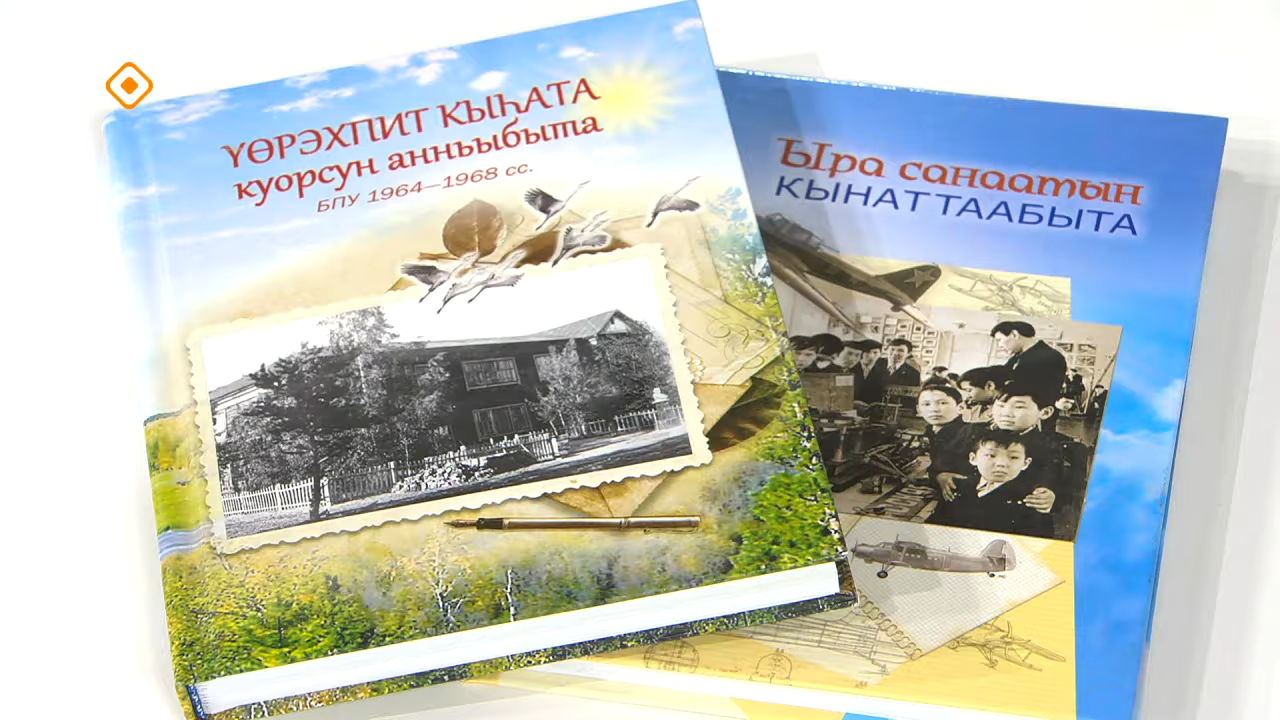 ҮӨРЭХПИТ КЫҺАТА
куорсун анньыбыта
БПУ 1964—1968 сс.
Ыра санаатын
КЫНАТТААБЫТА